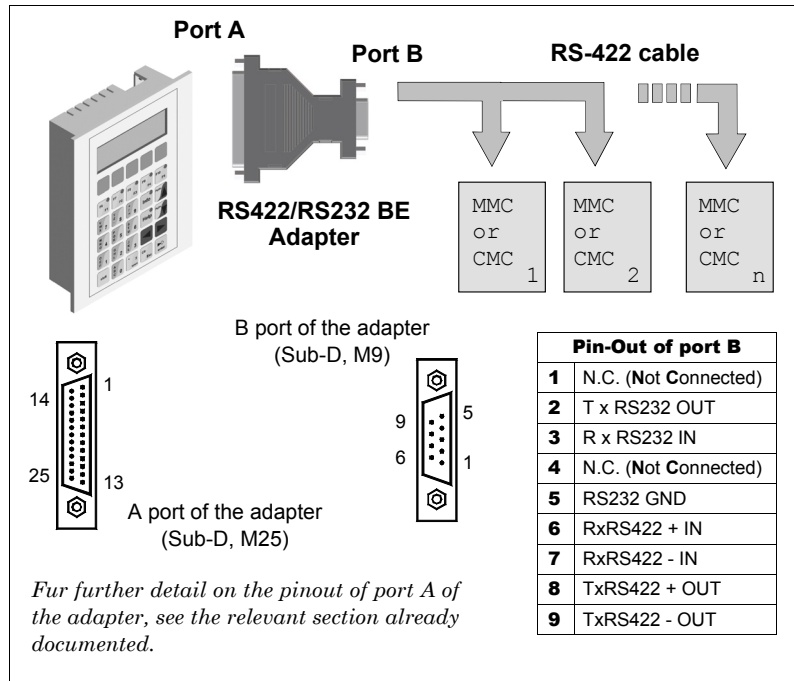 Port A
Port B
RS-422 cable
RS422/RS232 BE
Adapter
MMC
or
CMC
1
MMC
or
CMC
2
MMC
or
CMC
n
B port of the adapter
(Sub-D, M9)
14
1
25
13
9
5
6
1
A port of the adapter
(Sub-D, M25)
Fur further detail on the pinout of port A of
the adapter, see the relevant section already
documented.
Pin-Out of port B
1 N.C. (Not Connected)
2 T x RS232 OUT
3 R x RS232 IN
4 N.C. (Not Connected)
5 RS232 GND
6 RxRS422 + IN
7 RxRS422 - IN
8 TxRS422 + OUT
9 TxRS422 - OUT